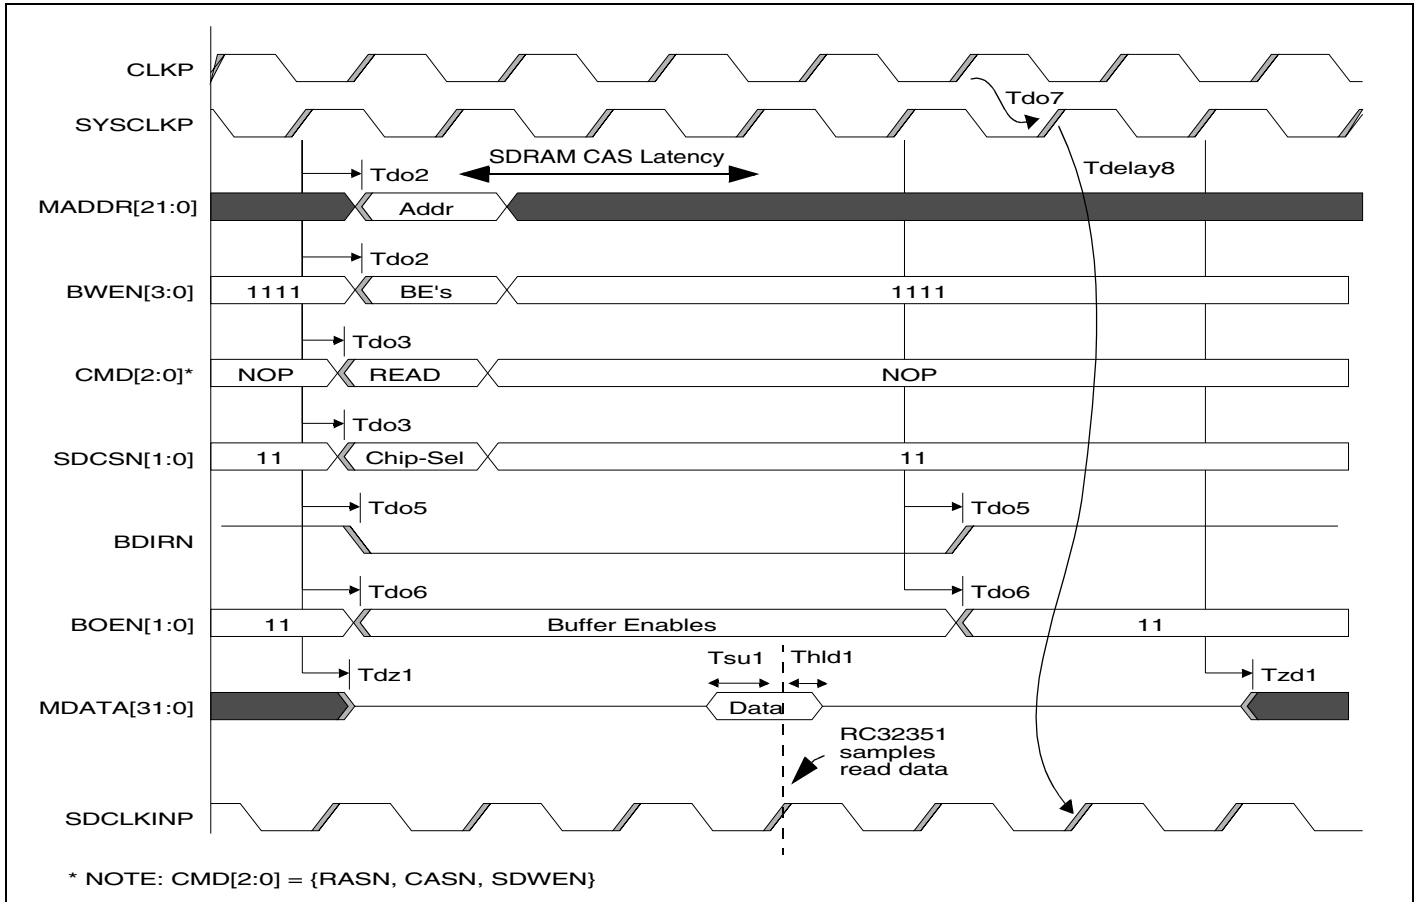 CLKP
Tdo7
SYSCLKP
SDRAM CAS Latency
Tdelay8
Tdo2
MADDR[21:0]
Addr
Tdo2
BWEN[3:0]
1111
BE's
1111
Tdo3
CMD[2:0]*
NOP
READ
NOP
Tdo3
SDCSN[1:0]
11
Chip-Sel
11
Tdo5
Tdo5
BDIRN
Tdo6
Tdo6
BOEN[1:0]
11
Buffer Enables
11
Tsu1
Thld1
Tdz1
Tzd1
MDATA[31:0]
Data
RC32351
samples
read data
SDCLKINP
* NOTE: CMD[2:0] = {RASN, CASN, SDWEN}